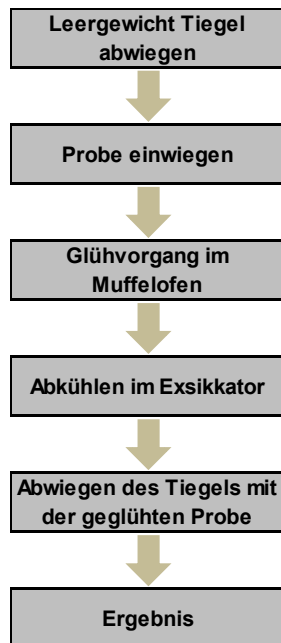 Leergewicht Tiegel
abwiegen
Probe einwiegen
Glühvorgang im
Muffelofen
Abkühlen im Exsikkator
Abwiegen des Tiegels mit
der geglühten Probe
Ergebnis